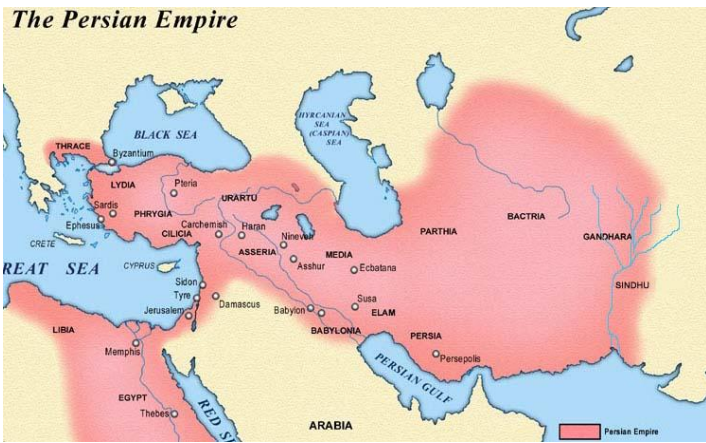 The Persian Empire
BLACK SEA
HYRCANIAN
SEA
(CASPIAN)
SEA
THRACE
Byzantium
LYDIA
Pteria
Sardis
PHRYGIA
URARTU
Ephesus
CILICIA
Carchemish
Haran
Nineveh
ASSERIA
MEDIA
Asshur
Ecbatana
PARTHIA
BACTRIA
GANDHARA
SINDHU
CRETE
CYPRUS
REAT SEA
Sidon
Tyre
Damascus
Jerusalem
Babylon
BABYLONIA
Susa
ELAM
LIBIA
Memphis
PERSIA
Persepolis
PERSIAN GULF
EGYPT
Thebes
RED S
ARABIA
Persian Empire